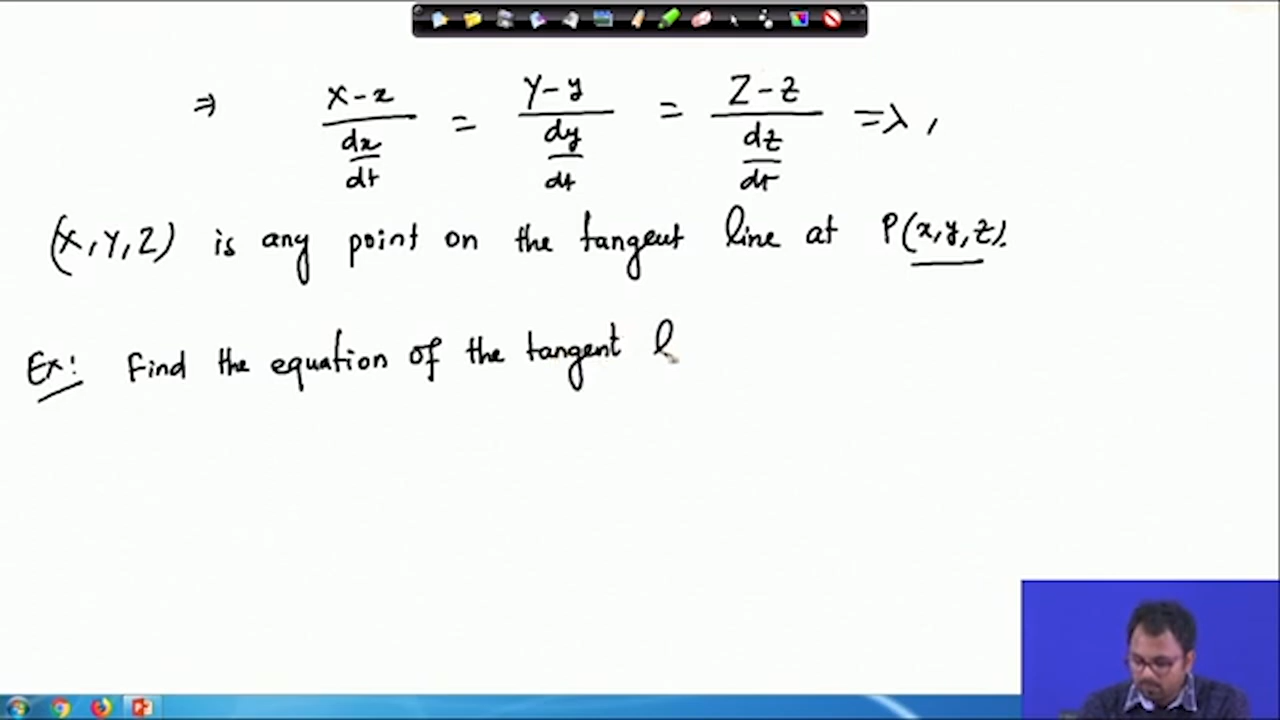 ⇒ X-x / dx/dt = Y-y / dy/dt = Z-z / dz/dt = λ,
(X, Y, Z) is any point on the tangent line at P(x, y, z).
Ex: Find the equation of the tangent l